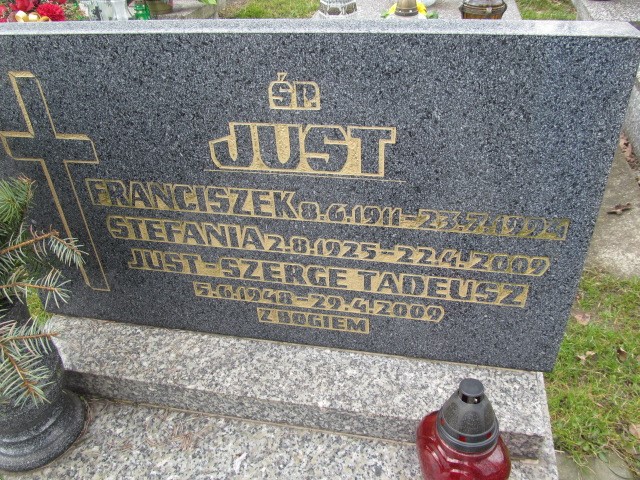 ŚP.
JUST
FRANCISZEK 8.6.1911-23.7.1994
STEFANIA 2.8.1925-22.4.2009
JUST-SZERGE TADEUSZ
5.6.1948-29.4.2009
Z BOGIEM